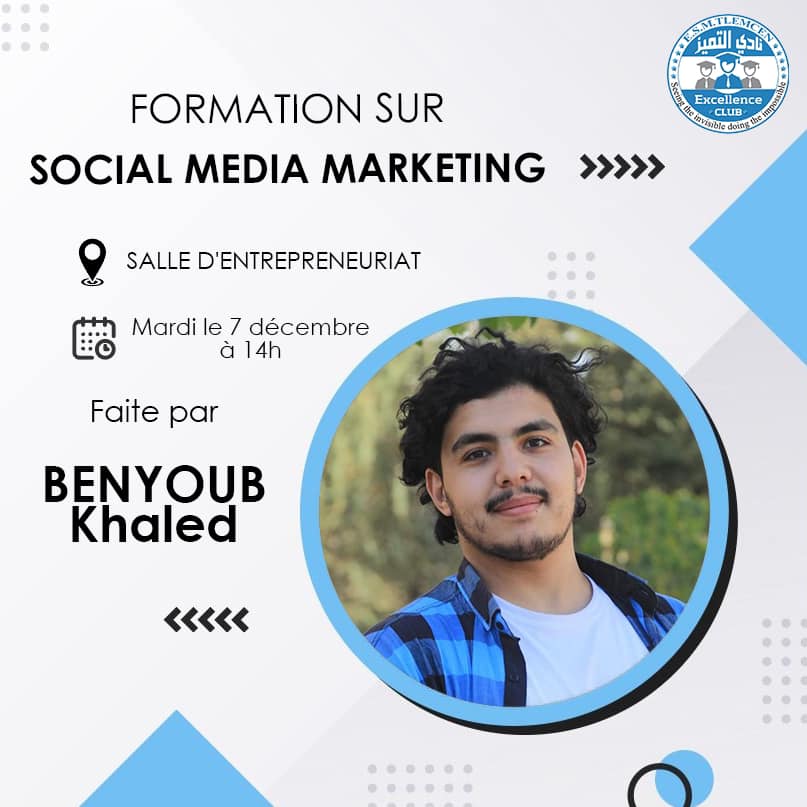 E.S.M.TLEMCEN
نادي التميز
Excellence
CLUB
Seeing the invisible doing the impossible
FORMATION SUR
SOCIAL MEDIA MARKETING
SALLE D'ENTREPRENEURIAT
Mardi le 7 décembre
à 14h
Faite par
BENYOUB
Khaled